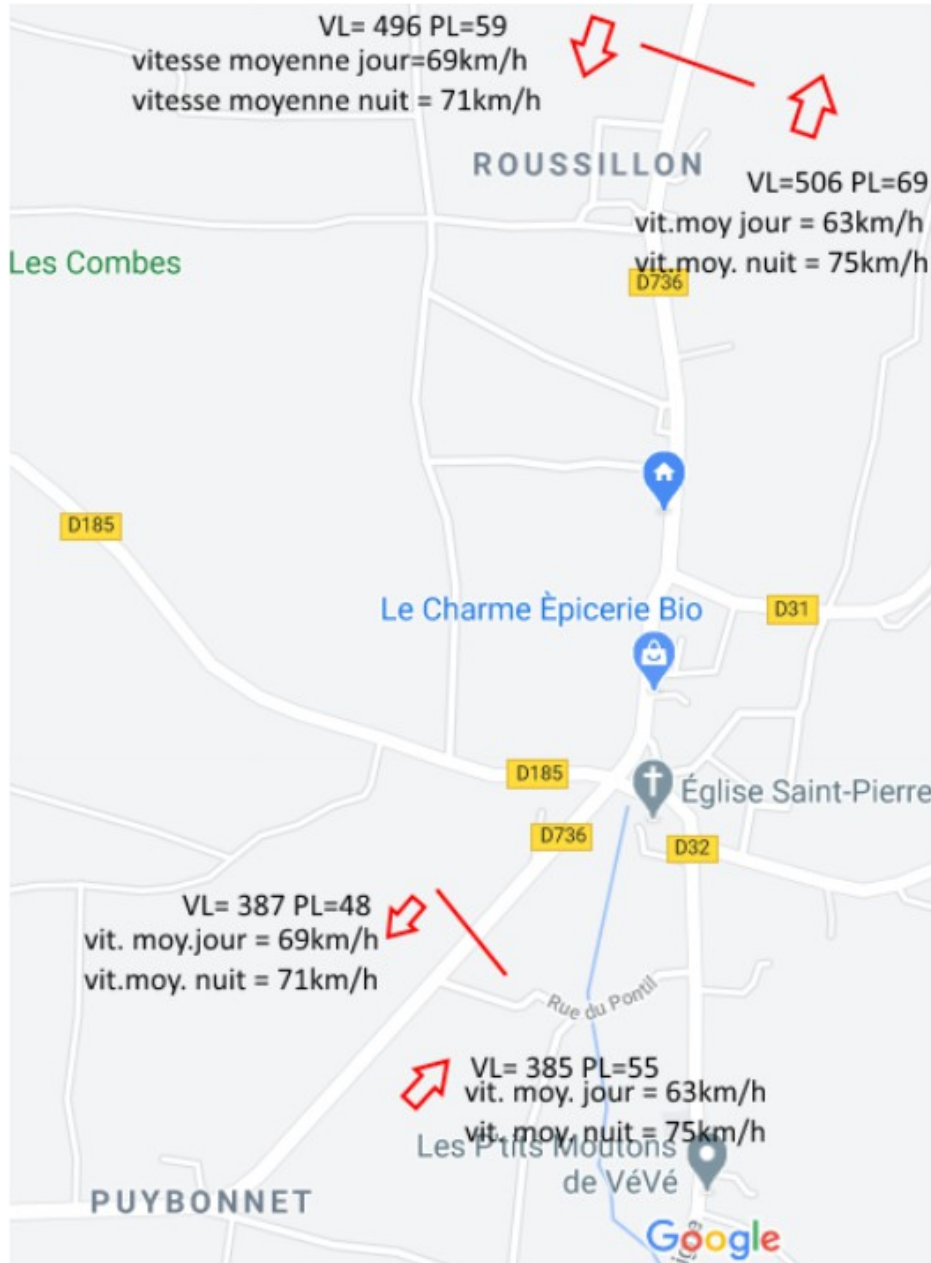 VL= 496 PL=59
vitesse moyenne jour=69km/h
vitesse moyenne nuit = 71km/h
ROUSSILLON
VL=506 PL=69
vit.moy jour = 63km/h
vit.moy. nuit = 75km/h
Les Combes
D736
D185
Le Charme Èpicerie Bio
D31
D185
Église Saint-Pierre
D736
D32
VL= 387 PL=48
vit. moy.jour = 69km/h
vit.moy. nuit = 71km/h
Rue du Pontil
VL= 385 PL=55
vit. moy. jour = 63km/h
vit. moy. nuit = 75km/h
Les P'tits Moutons
de VéVé
PUYBONNET
Google